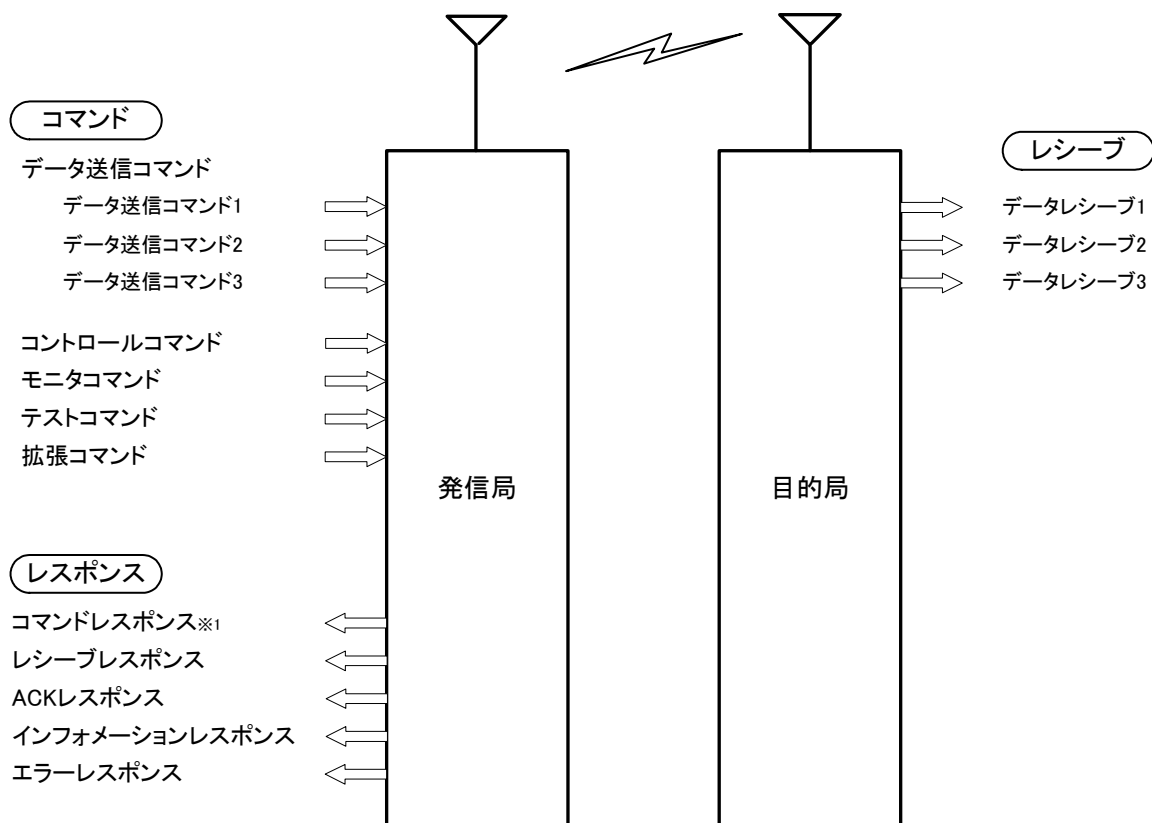 コマンド
データ送信コマンド
データ送信コマンド1
データ送信コマンド2
データ送信コマンド3
コントロールコマンド
モニタコマンド
テストコマンド
拡張コマンド
レスポンス
コマンドレスポンス※1
レシーブレスポンス
ACKレスポンス
インフォメーションレスポンス
エラーレスポンス
発信局
目的局
レシーブ
データレシーブ1
データレシーブ2
データレシーブ3